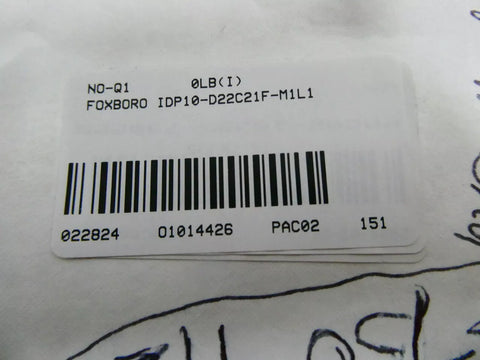 NO-Q1 0LB(I)
FOXBORO IDP10-D22C21F-M1L1
022824 01014426 PAC02 151